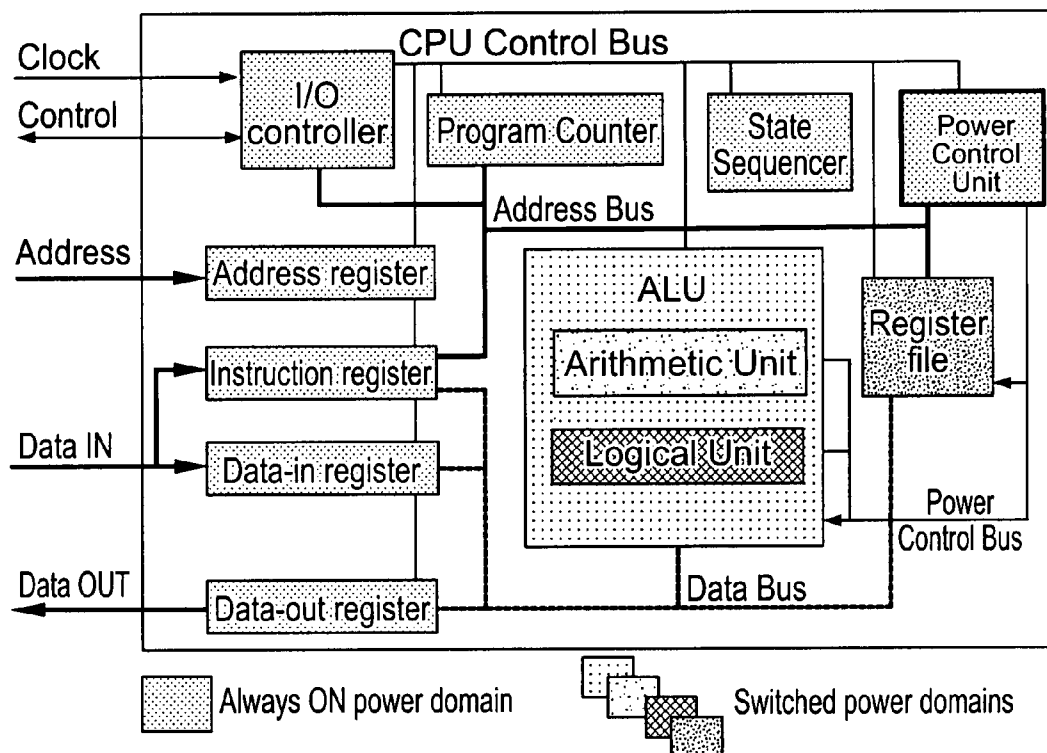 CPU Control Bus
Clock
I/O
controller
Control
Program Counter
State
Sequencer
Power
Control
Unit
Address Bus
Address
Address register
ALU
Register
file
Arithmetic Unit
Instruction register
Logical Unit
Data IN
Data-in register
Power
Control Bus
Data OUT
Data-out register
Data Bus
Always ON power domain
Switched power domains